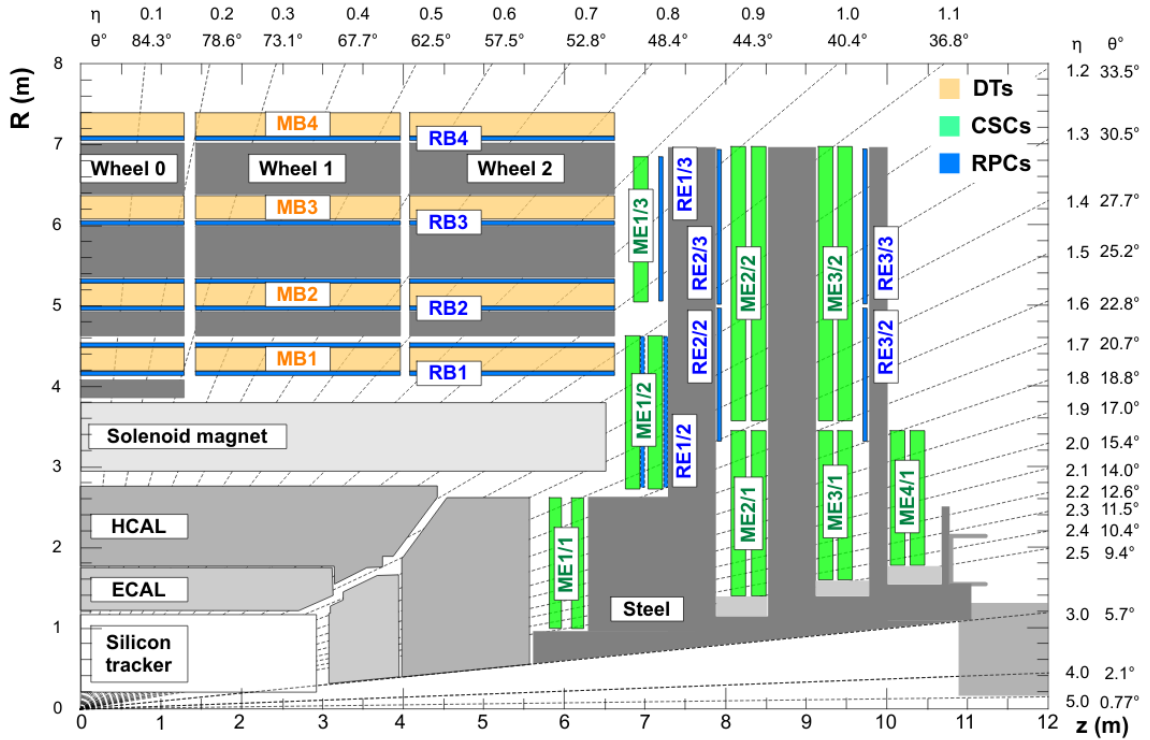 η 0.1 0.2 0.3 0.4 0.5 0.6 0.7 0.8 0.9 1.0 1.1
θ° 84.3° 78.6° 73.1° 67.7° 62.5° 57.5° 52.8° 48.4° 44.3° 40.4° 36.8° η θ°
R (m)
8
7
6
5
4
3
2
1
0
1.2 33.5°
1.3 30.5°
1.4 27.7°
1.5 25.2°
1.6 22.8°
1.7 20.7°
1.8 18.8°
1.9 17.0°
2.0 15.4°
2.1 14.0°
2.2 12.6°
2.3 11.5°
2.4 10.4°
2.5 9.4°
3.0 5.7°
4.0 2.1°
5.0 0.77°
DTs
CSCs
RPCs
MB4
RB4
Wheel 0 Wheel 1 Wheel 2
MB3
RB3
MB2
RB2
MB1
RB1
ME1/3
RE1/3
RE2/3
ME2/2
ME3/2
RE3/3
RE2/2
RE3/2
ME1/2
RE1/2
Solenoid magnet
HCAL
ECAL
Silicon
tracker
ME1/1
ME2/1
ME3/1
ME4/1
Steel
0 1 2 3 4 5 6 7 8 9 10 11 12
z (m)